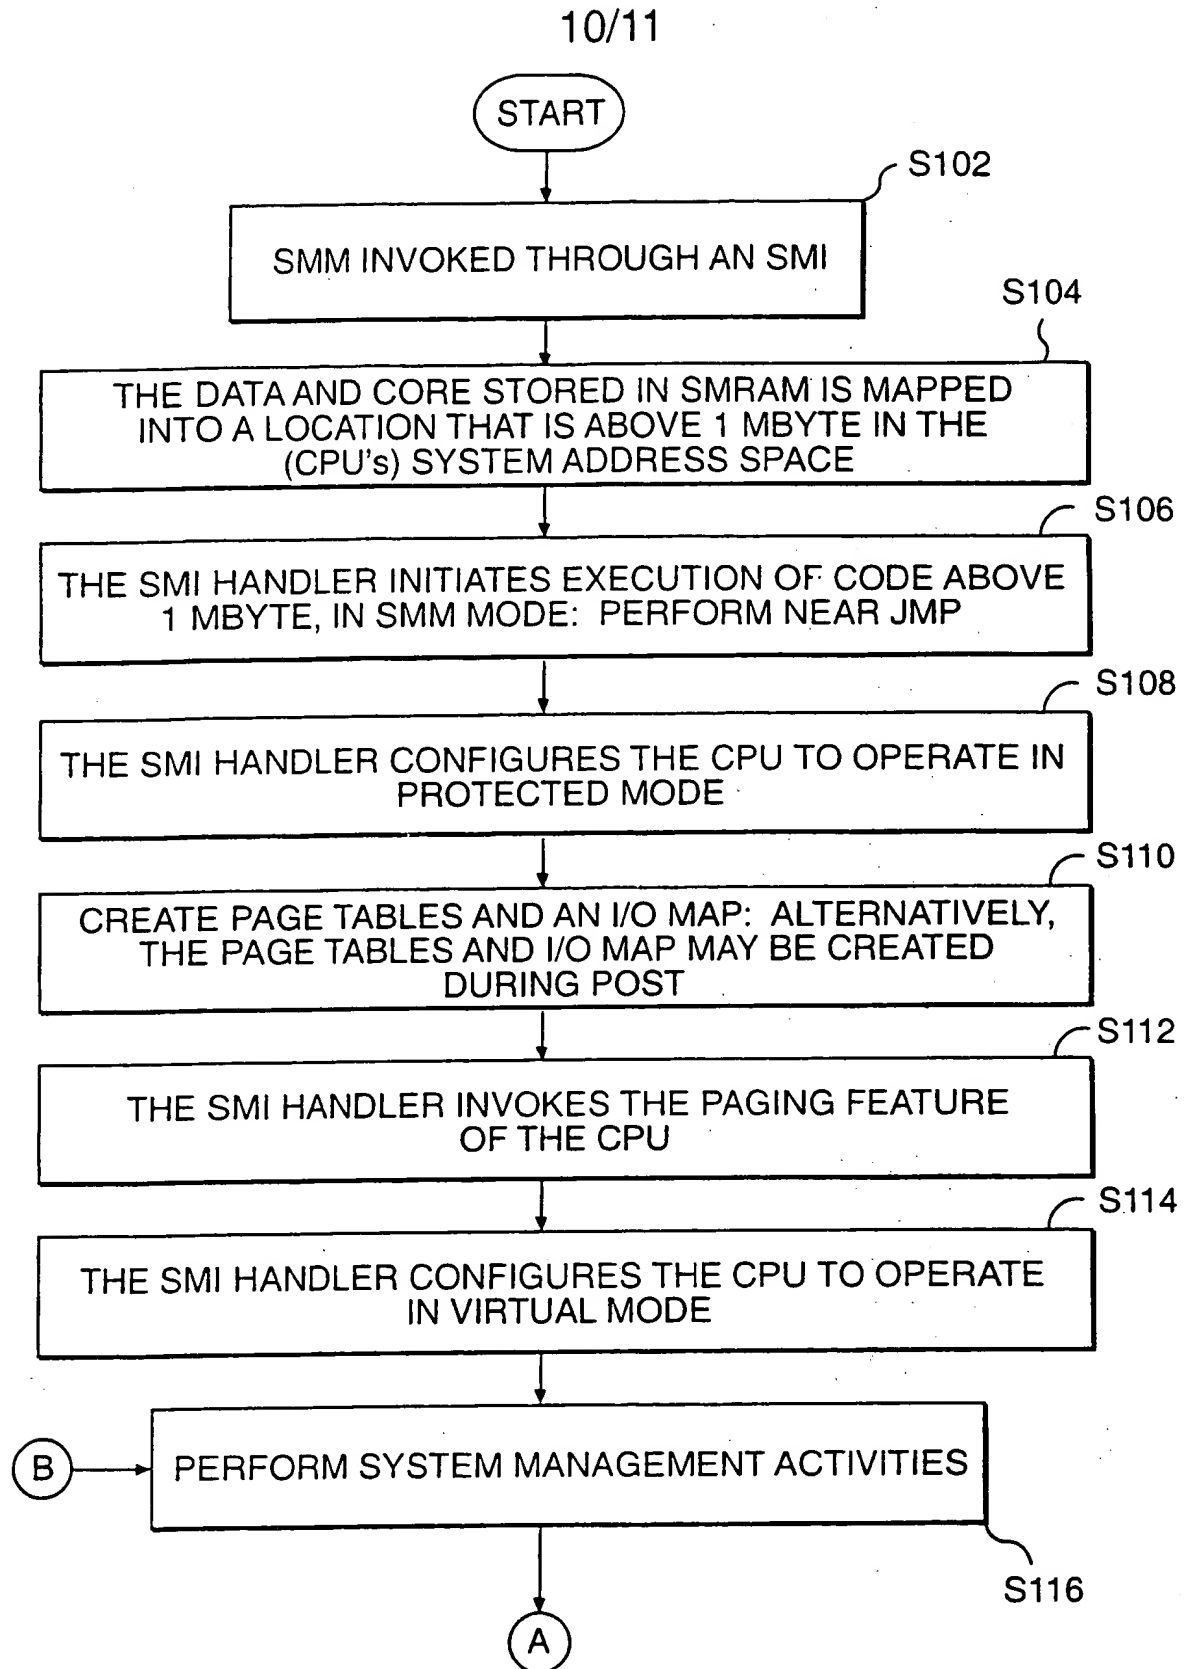 10/11
START
S102
SMM INVOKED THROUGH AN SMI
S104
THE DATA AND CORE STORED IN SMRAM IS MAPPED
INTO A LOCATION THAT IS ABOVE 1 MBYTE IN THE
(CPU's) SYSTEM ADDRESS SPACE
S106
THE SMI HANDLER INITIATES EXECUTION OF CODE ABOVE
1 MBYTE, IN SMM MODE: PERFORM NEAR JMP
S108
THE SMI HANDLER CONFIGURES THE CPU TO OPERATE IN
PROTECTED MODE
S110
CREATE PAGE TABLES AND AN I/O MAP: ALTERNATIVELY,
THE PAGE TABLES AND I/O MAP MAY BE CREATED
DURING POST
S112
THE SMI HANDLER INVOKES THE PAGING FEATURE
OF THE CPU
S114
THE SMI HANDLER CONFIGURES THE CPU TO OPERATE
IN VIRTUAL MODE
B
PERFORM SYSTEM MANAGEMENT ACTIVITIES
S116
A